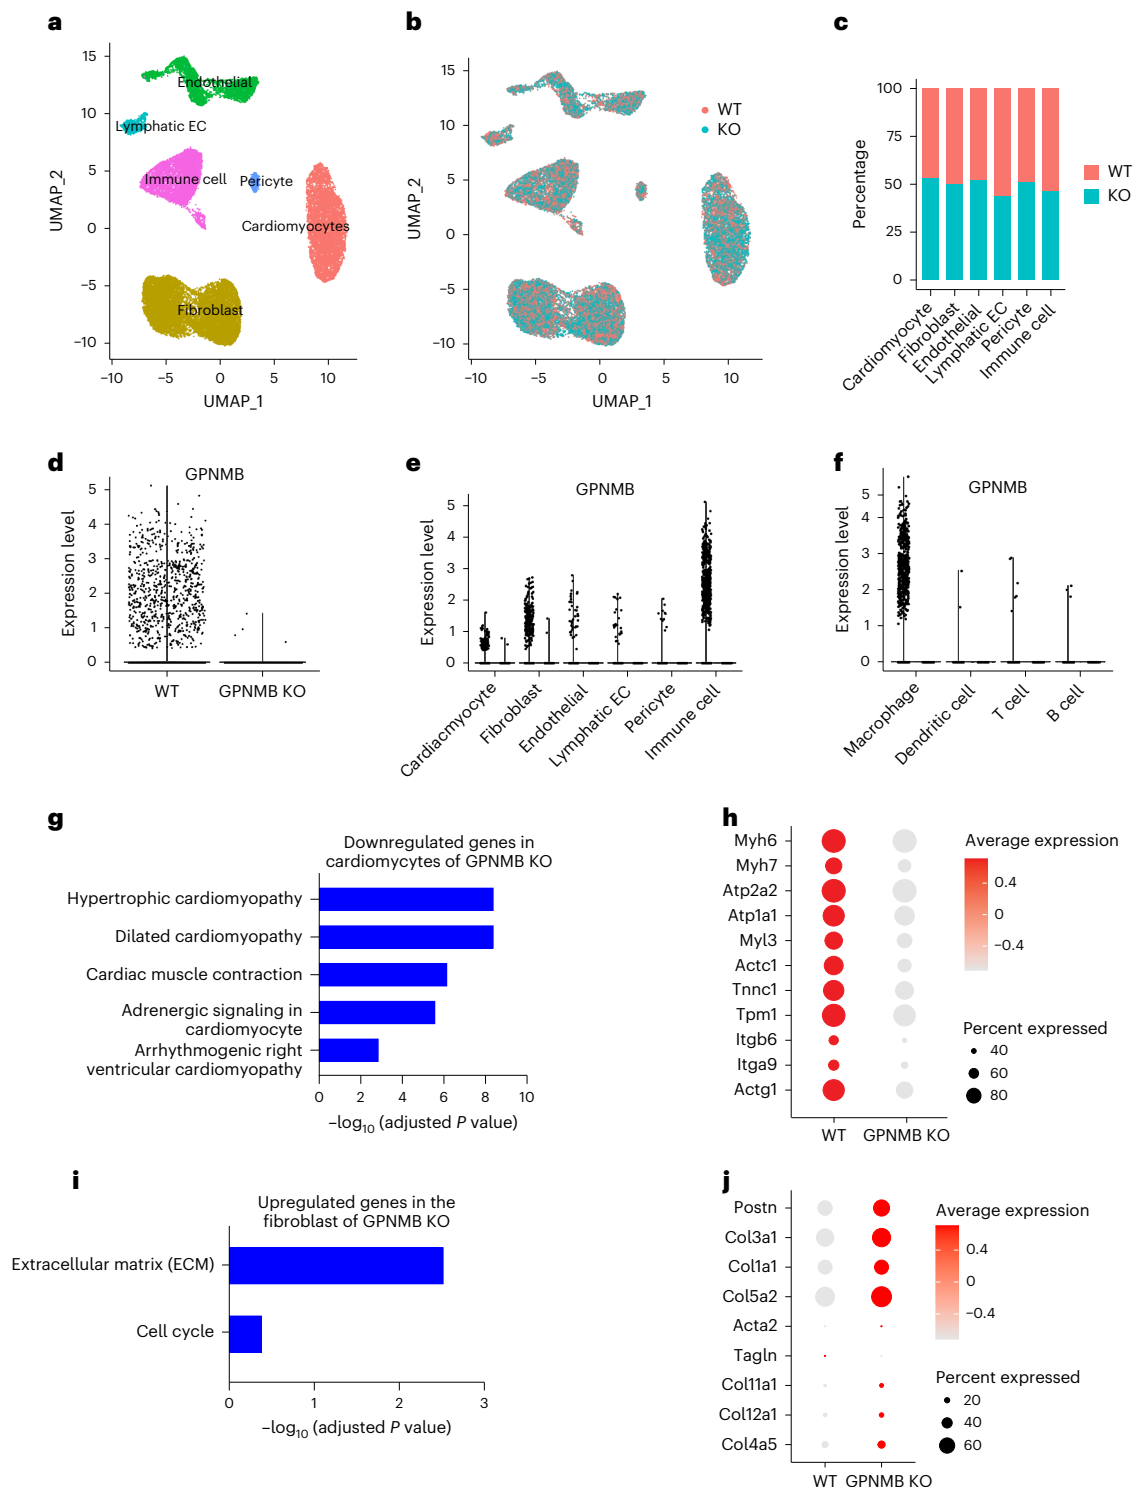 a
15
10
5
0
−5
−10
UMAP_2
Endothelial
Lymphatic EC
Immune cell
Pericyte
Cardiomyocytes
Fibroblast
−10
−5
0
5
10
UMAP_1
b
15
10
5
0
−5
−10
UMAP_2
WT
KO
−10
−5
0
5
10
UMAP_1
c
100
75
50
25
0
Percentage
WT
KO
Cardiomyocyte
Fibroblast
Endothelial
Lymphatic EC
Pericyte
Immune cell
d
GPNMB
5
4
3
2
1
0
Expression level
WT
GPNMB KO
e
GPNMB
5
4
3
2
1
0
Expression level
Cardiacmyocyte
Fibroblast
Endothelial
Lymphatic EC
Pericyte
Immune cell
f
GPNMB
5
4
3
2
1
0
Expression level
Macrophage
Dendritic cell
T cell
B cell
g
Downregulated genes in
cardiomycytes of GPNMB KO
Hypertrophic cardiomyopathy
Dilated cardiomyopathy
Cardiac muscle contraction
Adrenergic signaling in
cardiomyocyte
Arrhythmogenic right
ventricular cardiomyopathy
0
2
4
6
8
10
−log10 (adjusted P value)
h
Myh6
Myh7
Atp2a2
Atp1a1
Myl3
Actc1
Tnnc1
Tpm1
Itgb6
Itga9
Actg1
WT
GPNMB KO
Average expression
0.4
0
−0.4
Percent expressed
40
60
80
i
Upregulated genes in the
fibroblast of GPNMB KO
Extracellular matrix (ECM)
Cell cycle
0
1
2
3
−log10 (adjusted P value)
j
Postn
Col3a1
Col1a1
Col5a2
Acta2
Tagln
Col11a1
Col12a1
Col4a5
WT
GPNMB KO
Average expression
0.4
0
−0.4
Percent expressed
20
40
60